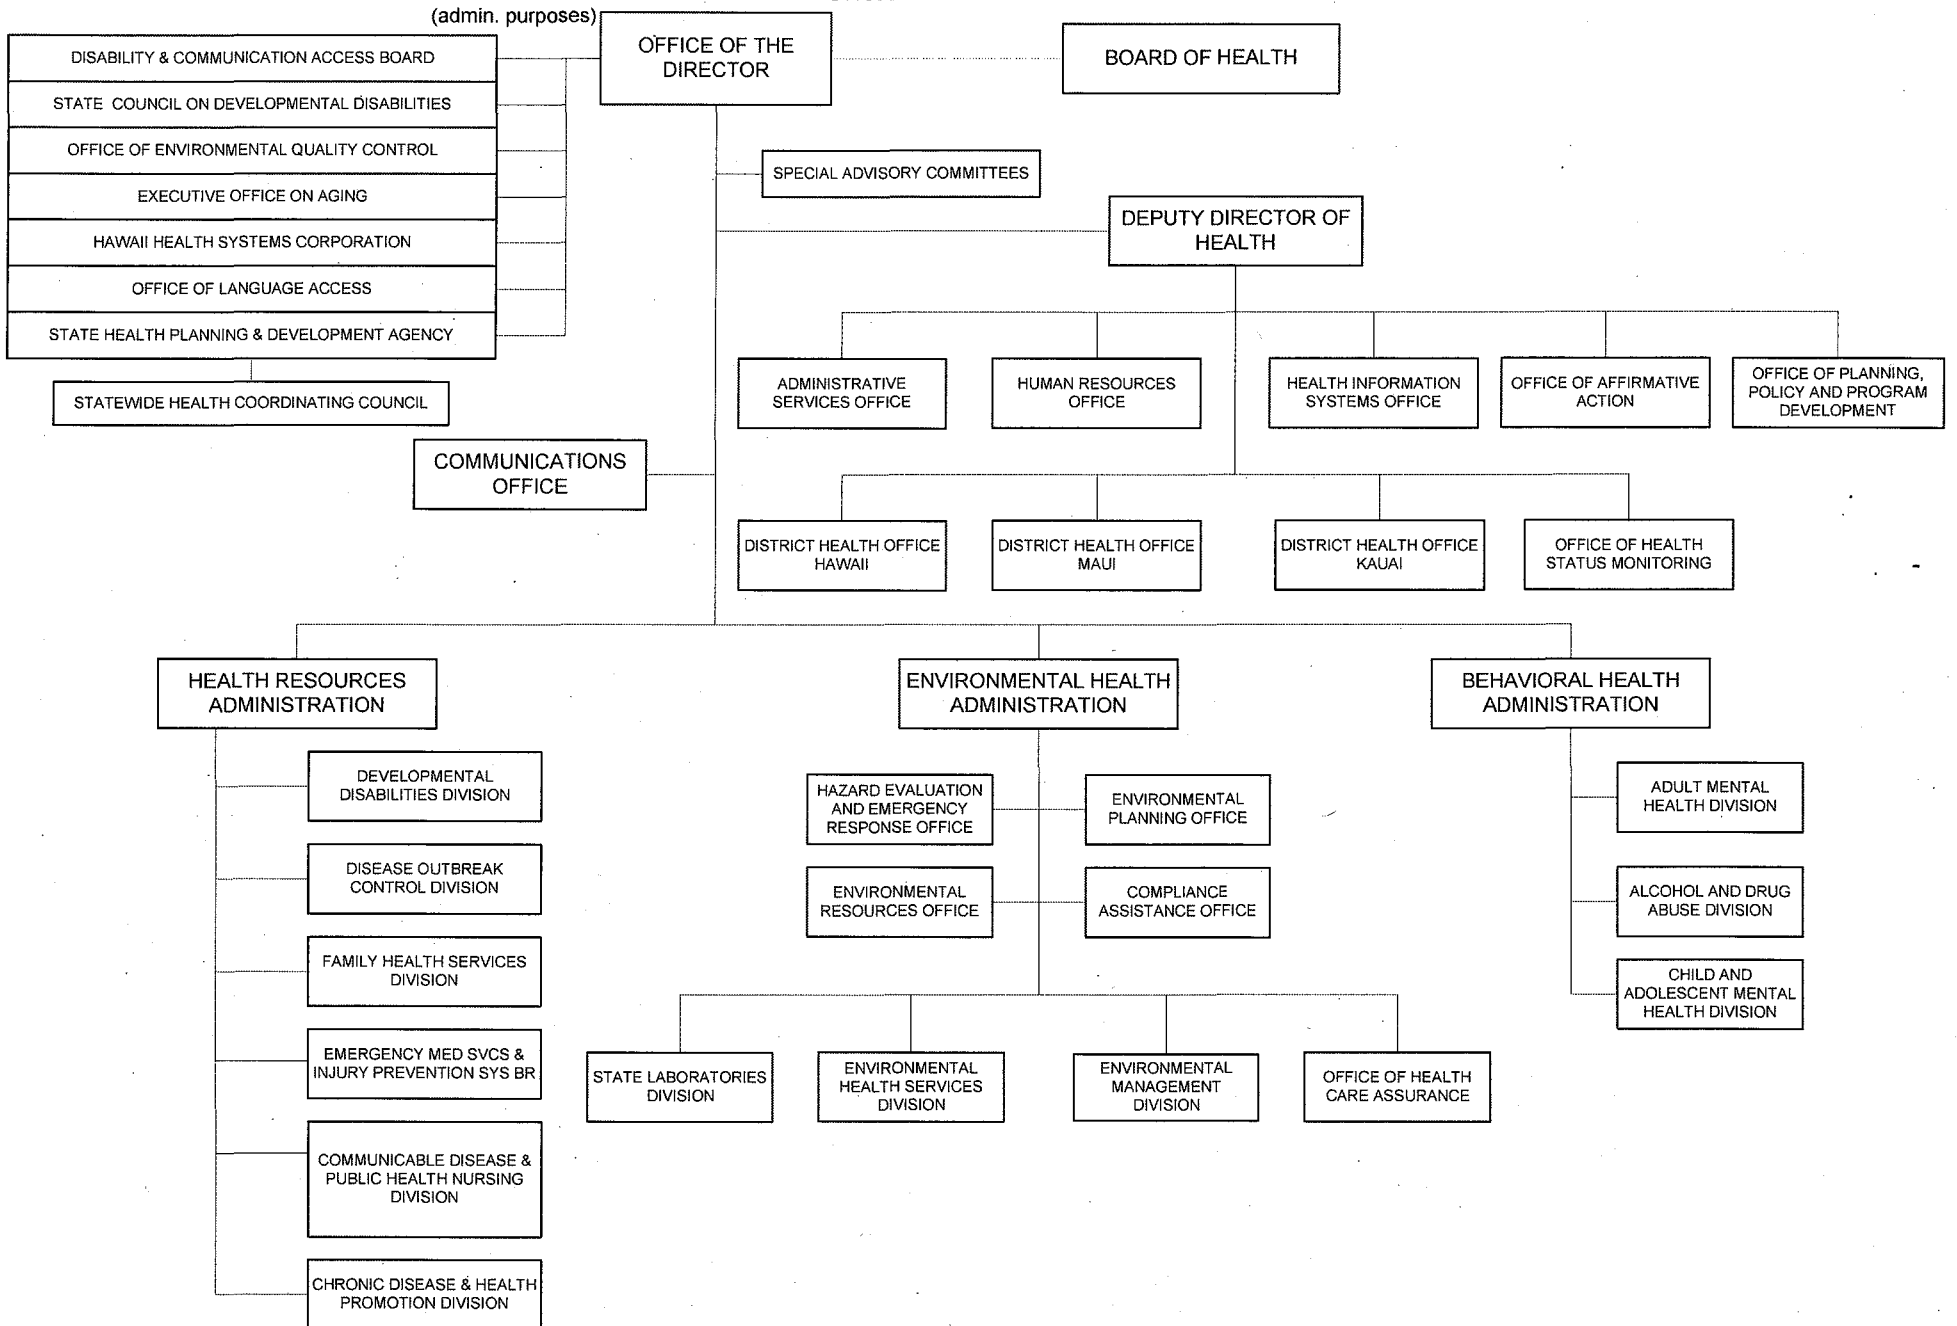 (admin. purposes)
OFFICE OF THE
DIRECTOR
BOARD OF HEALTH
DISABILITY & COMMUNICATION ACCESS BOARD
STATE COUNCIL ON DEVELOPMENTAL DISABILITIES
OFFICE OF ENVIRONMENTAL QUALITY CONTROL
EXECUTIVE OFFICE ON AGING
HAWAII HEALTH SYSTEMS CORPORATION
OFFICE OF LANGUAGE ACCESS
STATE HEALTH PLANNING & DEVELOPMENT AGENCY
STATEWIDE HEALTH COORDINATING COUNCIL
SPECIAL ADVISORY COMMITTEES
DEPUTY DIRECTOR OF
HEALTH
ADMINISTRATIVE
SERVICES OFFICE
HUMAN RESOURCES
OFFICE
HEALTH INFORMATION
SYSTEMS OFFICE
OFFICE OF AFFIRMATIVE
ACTION
OFFICE OF PLANNING,
POLICY AND PROGRAM
DEVELOPMENT
COMMUNICATIONS
OFFICE
DISTRICT HEALTH OFFICE
HAWAII
DISTRICT HEALTH OFFICE
MAUI
DISTRICT HEALTH OFFICE
KAUAI
OFFICE OF HEALTH
STATUS MONITORING
HEALTH RESOURCES
ADMINISTRATION
ENVIRONMENTAL HEALTH
ADMINISTRATION
BEHAVIORAL HEALTH
ADMINISTRATION
DEVELOPMENTAL
DISABILITIES DIVISION
DISEASE OUTBREAK
CONTROL DIVISION
FAMILY HEALTH SERVICES
DIVISION
EMERGENCY MED SVCS &
INJURY PREVENTION SYS BR
COMMUNICABLE DISEASE &
PUBLIC HEALTH NURSING
DIVISION
CHRONIC DISEASE & HEALTH
PROMOTION DIVISION
HAZARD EVALUATION
AND EMERGENCY
RESPONSE OFFICE
ENVIRONMENTAL
PLANNING OFFICE
ENVIRONMENTAL
RESOURCES OFFICE
COMPLIANCE
ASSISTANCE OFFICE
STATE LABORATORIES
DIVISION
ENVIRONMENTAL
HEALTH SERVICES
DIVISION
ENVIRONMENTAL
MANAGEMENT
DIVISION
OFFICE OF HEALTH
CARE ASSURANCE
ADULT MENTAL
HEALTH DIVISION
ALCOHOL AND DRUG
ABUSE DIVISION
CHILD AND
ADOLESCENT MENTAL
HEALTH DIVISION